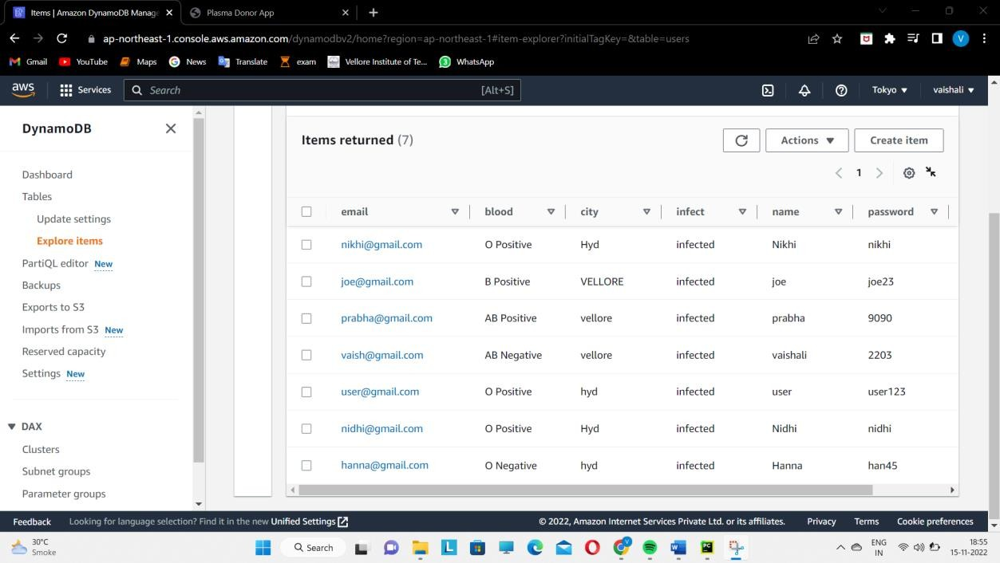 Items | Amazon DynamoDB Manage
Plasma Donor App
ap-northeast-1.console.aws.amazon.com/dynamodbv2/home?region=ap-northeast-1#item-explorer?initialTagKey=&table=users
V
Gmail YouTube Maps News Translate exam Vellore Institute of Te... WhatsApp
aws Services Search [Alt+S] Tokyo vaishali
DynamoDB
Dashboard
Tables
Update settings
Explore items
PartiQL editor New
Backups
Exports to S3
Imports from S3 New
Reserved capacity
Settings New
DAX
Clusters
Subnet groups
Parameter groups
Items returned (7) Actions Create item
1
email blood city infect name password
nikhi@gmail.com O Positive Hyd infected Nikhi nikhi
joe@gmail.com B Positive VELLORE infected joe joe23
prabha@gmail.com AB Positive vellore infected prabha 9090
vaish@gmail.com AB Negative vellore infected vaishali 2203
user@gmail.com O Positive hyd infected user user123
nidhi@gmail.com O Positive Hyd infected Nidhi nidhi
hanna@gmail.com O Negative hyd infected Hanna han45
Feedback Looking for language selection? Find it in the new Unified Settings © 2022, Amazon Internet Services Private Ltd. or its affiliates. Privacy Terms Cookie preferences
30°C
Smoke
Search
ENG
IN
18:55
15-11-2022